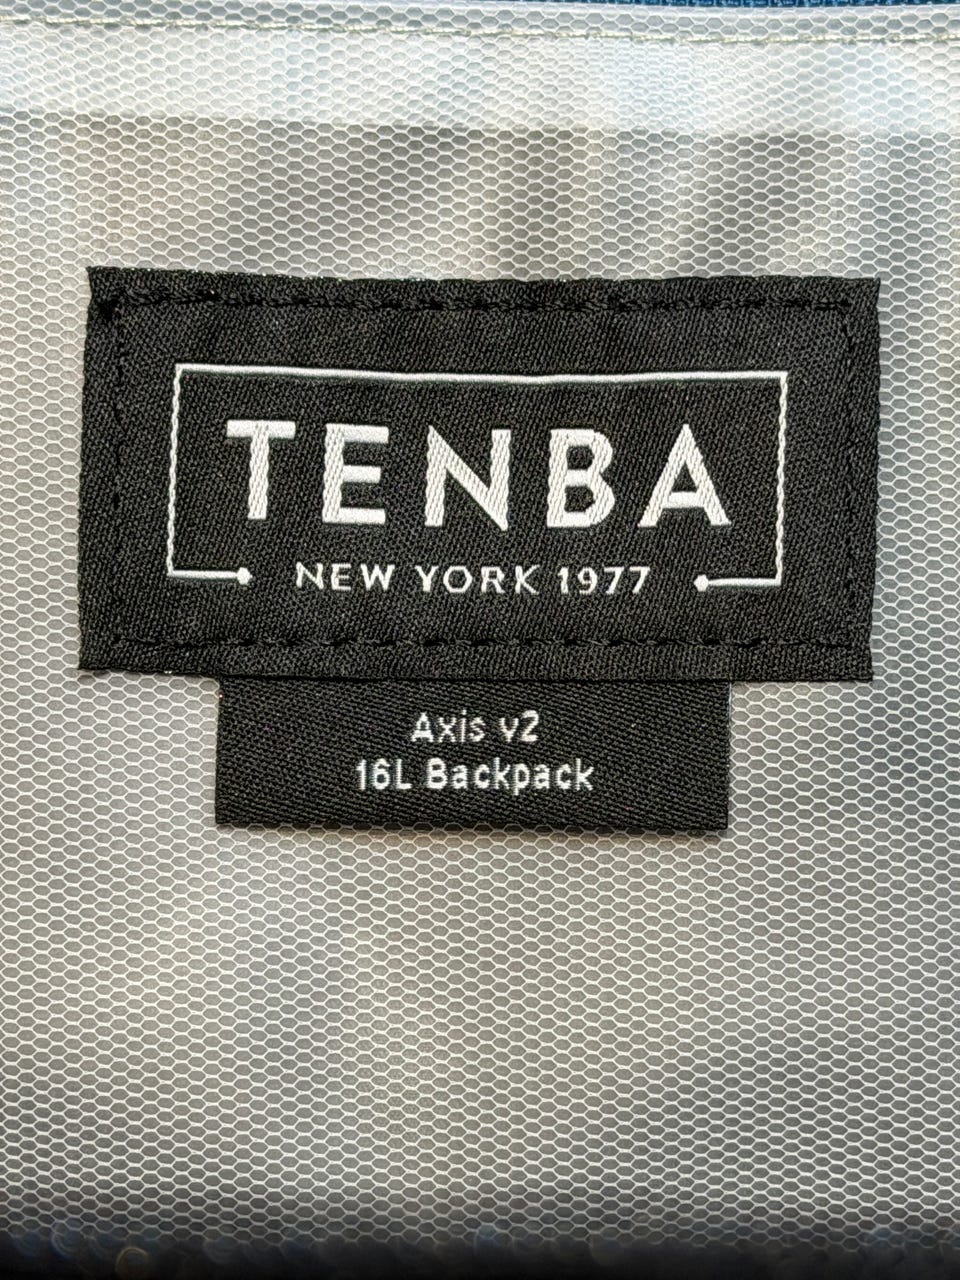 TENBA
NEW YORK 1977
Axis v2
16L Backpack